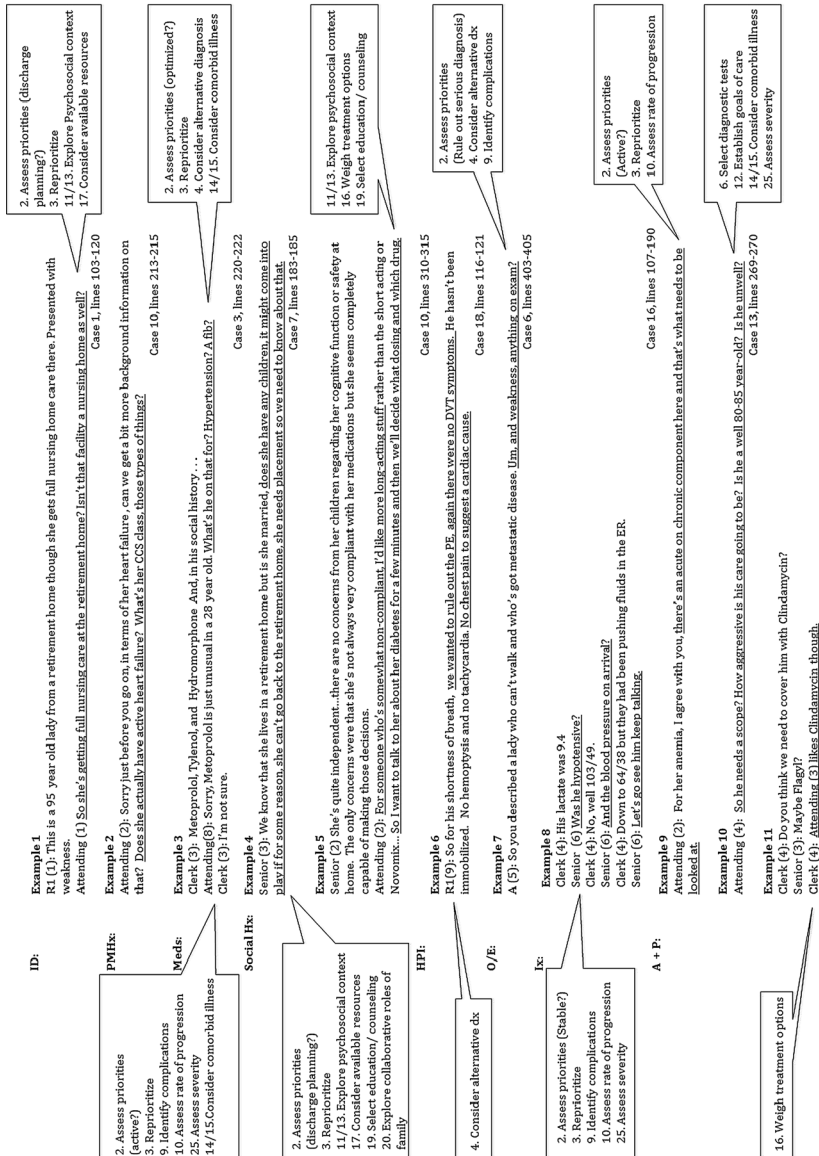 2. Assess priorities (discharge
planning?)
3. Reprioritize
11/13. Explore Psychosocial context
17. Consider available resources
2. Assess priorities (optimized?)
3. Reprioritize
4. Consider alternative diagnosis
14/15. Consider comorbid illness
11/13. Explore psychosocial context
16. Weigh treatment options
19. Select education/ counseling
2. Assess priorities
(Rule out serious diagnosis)
4. Consider alternative dx
9. Identify complications
2. Assess priorities
(Active?)
3. Reprioritize
10. Assess rate of progression
6. Select diagnostic tests
12. Establish goals of care
14/15. Consider comorbid illness
25. Assess severity
ID:
Example 1
R1 (1): This is a 95 year old lady from a retirement home though she gets full nursing home care there. Presented with
weakness.
Attending (1) So she's getting full nursing care at the retirement home? Isn't that facility a nursing home as well?
Case 1, lines 103-120
PMHx:
Example 2
Attending (2): Sorry just before you go on, in terms of her heart failure , can we get a bit more background information on
that? Does she actually have active heart failure? What's her CCS class, those types of things?
Case 10, lines 213-215
Meds:
Example 3
Clerk (3): Metoprolol, Tylenol, and Hydromorphone And, in his social history . . .
Attending(8): Sorry, Metoprolol is just unusual in a 28 year old. What's he on that for? Hypertension? A fib?
Clerk (3): I'm not sure.
Case 3, lines 220-222
Social Hx:
Example 4
Senior (3): We know that she lives in a retirement home but is she married, does she have any children, it might come into
play if for some reason, she can't go back to the retirement home, she needs placement so we need to know about that.
Case 7, lines 183-185
Example 5
Senior (2) She's quite independent...there are no concerns from her children regarding her cognitive function or safety at
home. The only concerns were that she's not always very compliant with her medications but she seems completely
capable of making those decisions.
Attending (2): For someone who's somewhat non-compliant, I'd like more long-acting stuff rather than the short acting or
Novomix... So I want to talk to her about her diabetes for a few minutes and then we'll decide what dosing and which drug.
Case 10, lines 310-315
HPI:
Example 6
R1(9): So for his shortness of breath, we wanted to rule out the PE, again there were no DVT symptoms. He hasn't been
immobilized. No hemoptysis and no tachycardia. No chest pain to suggest a cardiac cause.
Case 18, lines 116-121
O/E:
Example 7
A (5): So you described a lady who can't walk and who's got metastatic disease. Um, and weakness, anything on exam?
Case 6, lines 403-405
Ix:
Example 8
Clerk (4): His lactate was 9.4
Senior (6) Was he hypotensive?
Clerk (4): No, well 103/49.
Senior (6): And the blood pressure on arrival?
Clerk (4): Down to 64/38 but they had been pushing fluids in the ER.
Senior (6): Let's go see him keep talking.
Case 16, lines 107-190
A + P:
Example 9
Attending (2): For her anemia, I agree with you, there's an acute on chronic component here and that's what needs to be
looked at.
Example 10
Attending (4): So he needs a scope? How aggressive is his care going to be? Is he a well 80-85 year-old? Is he unwell?
Case 13, lines 269-270
Example 11
Clerk (4): Do you think we need to cover him with Clindamycin?
Senior (3): Maybe Flagyl?
Clerk (4): Attending (3) likes Clindamycin though.
2. Assess priorities
(active?)
3. Reprioritize
9. Identify complications
10. Assess rate of progression
25. Assess severity
14/15.Consider comorbid illness
2. Assess priorities
(discharge planning?)
3. Reprioritize
11/13. Explore psychosocial context
17. Consider available resources
19. Select education/ counseling
20. Explore collaborative roles of
family
4. Consider alternative dx
2. Assess priorities (Stable?)
3. Reprioritize
9. Identify complications
10. Assess rate of progression
25. Assess severity
16. Weigh treatment options